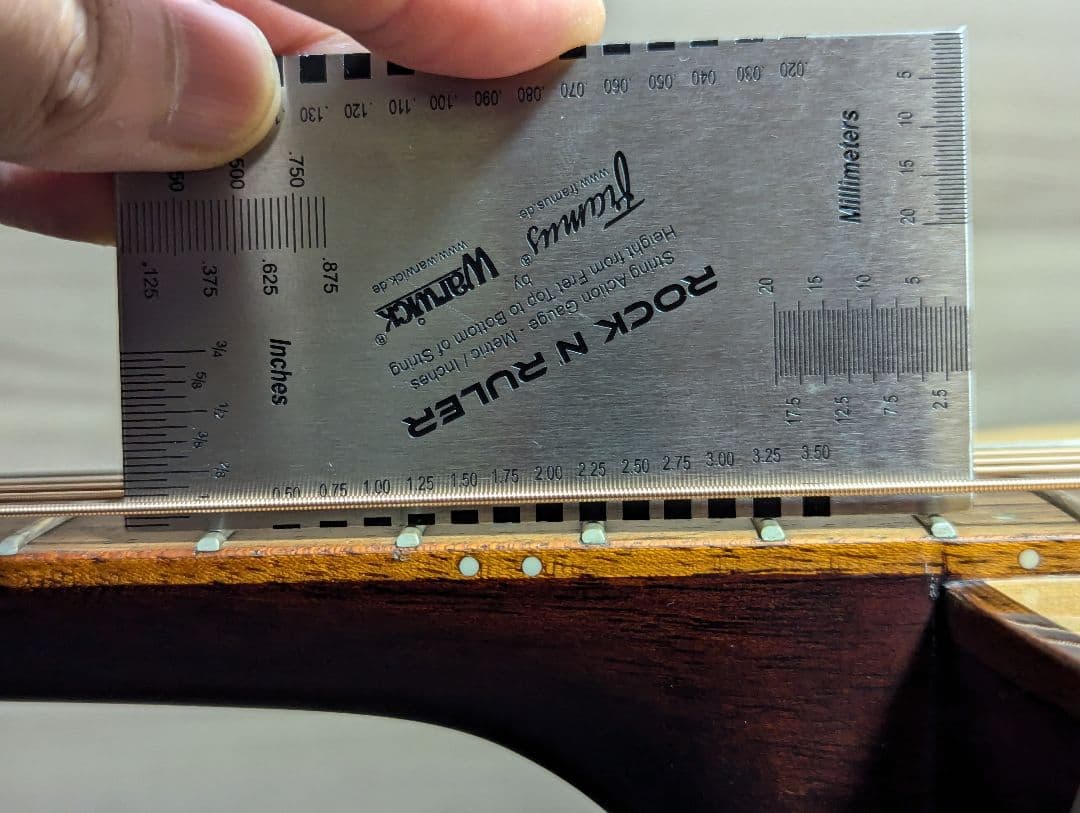 .130 .120 .110 .100 .090 .080 .070 .060 .050 .040 .030 .020
.500 .750
.125 .375 .625 .875
Inches
3/4
5/8
1/2
3/8
1
ROCK N RULER
String Action Gauge - Metric / Inches
Height from Fret Top to Bottom of String
Warwick® by Framus®
www.warwick.de www.framus.de
Millimeters
5
10
15
20
20 15 10 5
17.5 12.5 7.5 2.5
0.50 0.75 1.00 1.25 1.50 1.75 2.00 2.25 2.50 2.75 3.00 3.25 3.50